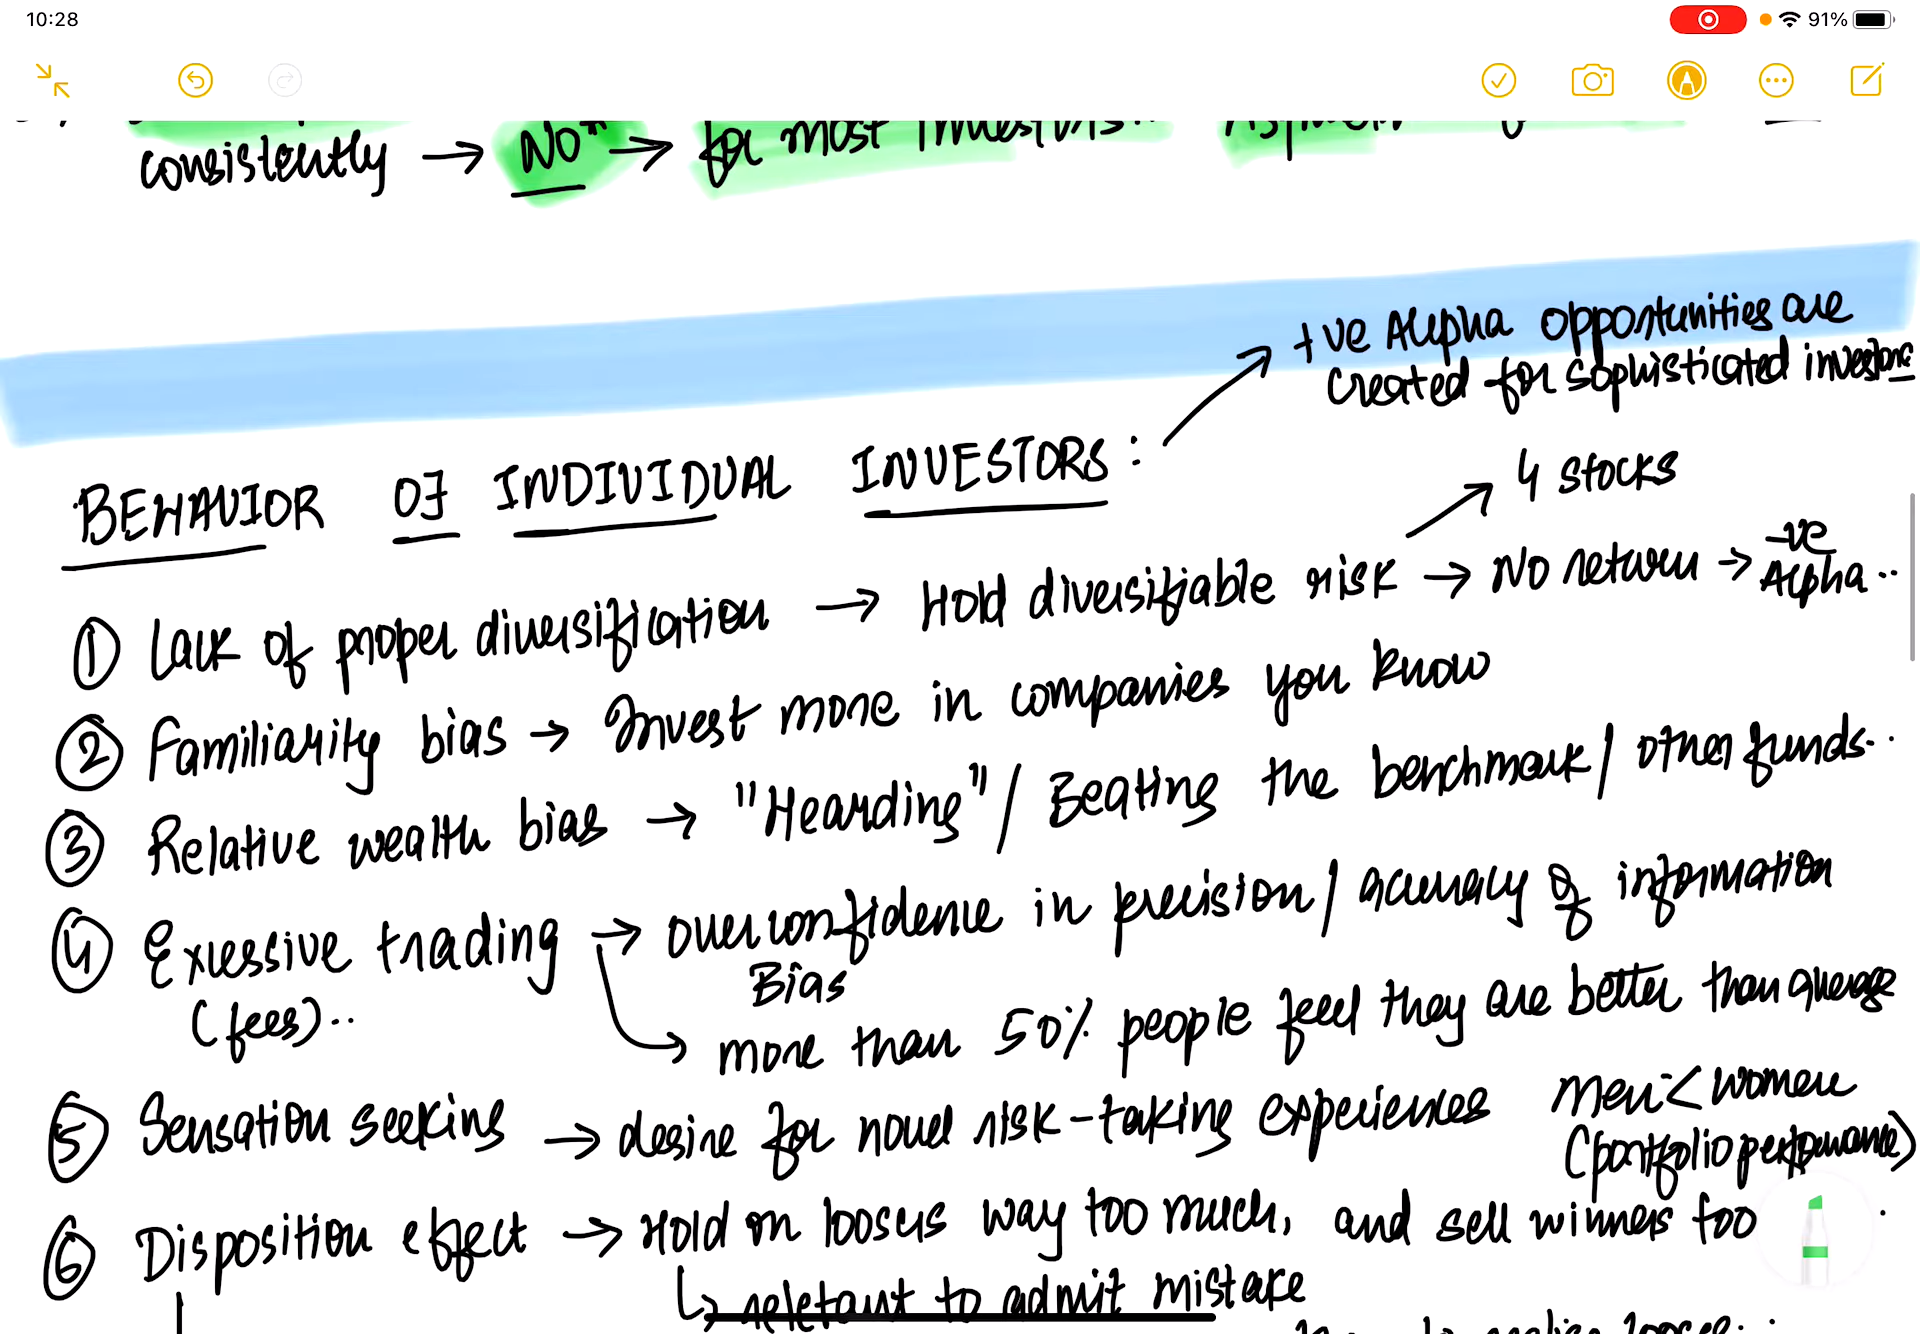 10:28
91%
consistently → No* → for most investors
+ve Alpha opportunities are
created for sophisticated investors
BEHAVIOR OF INDIVIDUAL INVESTORS:
4 stocks
① Lack of proper diversification → Hold diversifiable risk → No return → -ve Alpha..
② Familiarity bias → Invest more in companies you know
③ Relative wealth bias → "Hearding" / Beating the benchmark / other funds..
④ Excessive trading → overconfidence in precision / accuracy of information
(fees).. Bias
↳ more than 50% people feel they are better than average
⑤ Sensation seeking → desire for novel risk-taking experiences Men < women
(portfolio performance)
⑥ Disposition effect → Hold on loosers way too much, and sell winners too
↳ reletant to admit mistake